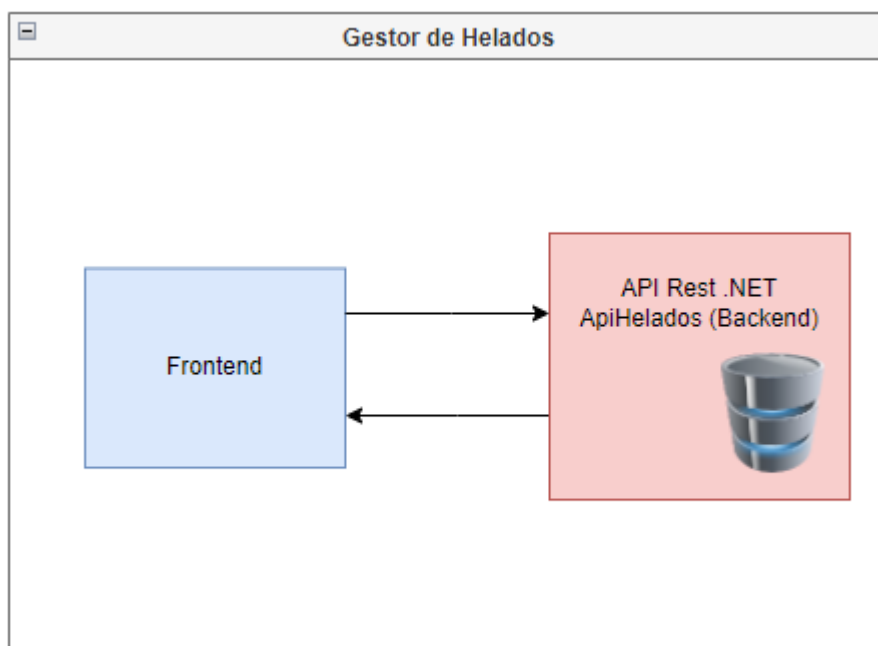 Gestor de Helados
Frontend
API Rest .NET
ApiHelados (Backend)